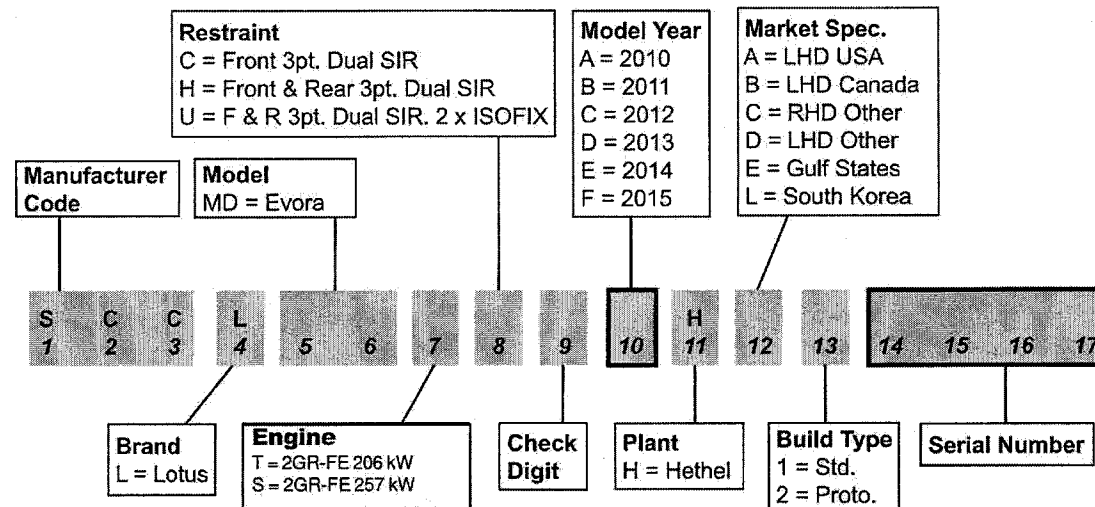 Restraint
C = Front 3pt. Dual SIR
H = Front & Rear 3pt. Dual SIR
U = F & R 3pt. Dual SIR. 2 x ISOFIX
Model Year
A = 2010
B = 2011
C = 2012
D = 2013
E = 2014
F = 2015
Market Spec.
A = LHD USA
B = LHD Canada
C = RHD Other
D = LHD Other
E = Gulf States
L = South Korea
Manufacturer
Code
Model
MD = Evora
S C C L H
1 2 3 4 5 6 7 8 9 10 11 12 13 14 15 16 17
Brand
L = Lotus
Engine
T = 2GR-FE 206 kW
S = 2GR-FE 257 kW
Check
Digit
Plant
H = Hethel
Build Type
1 = Std.
2 = Proto.
Serial Number